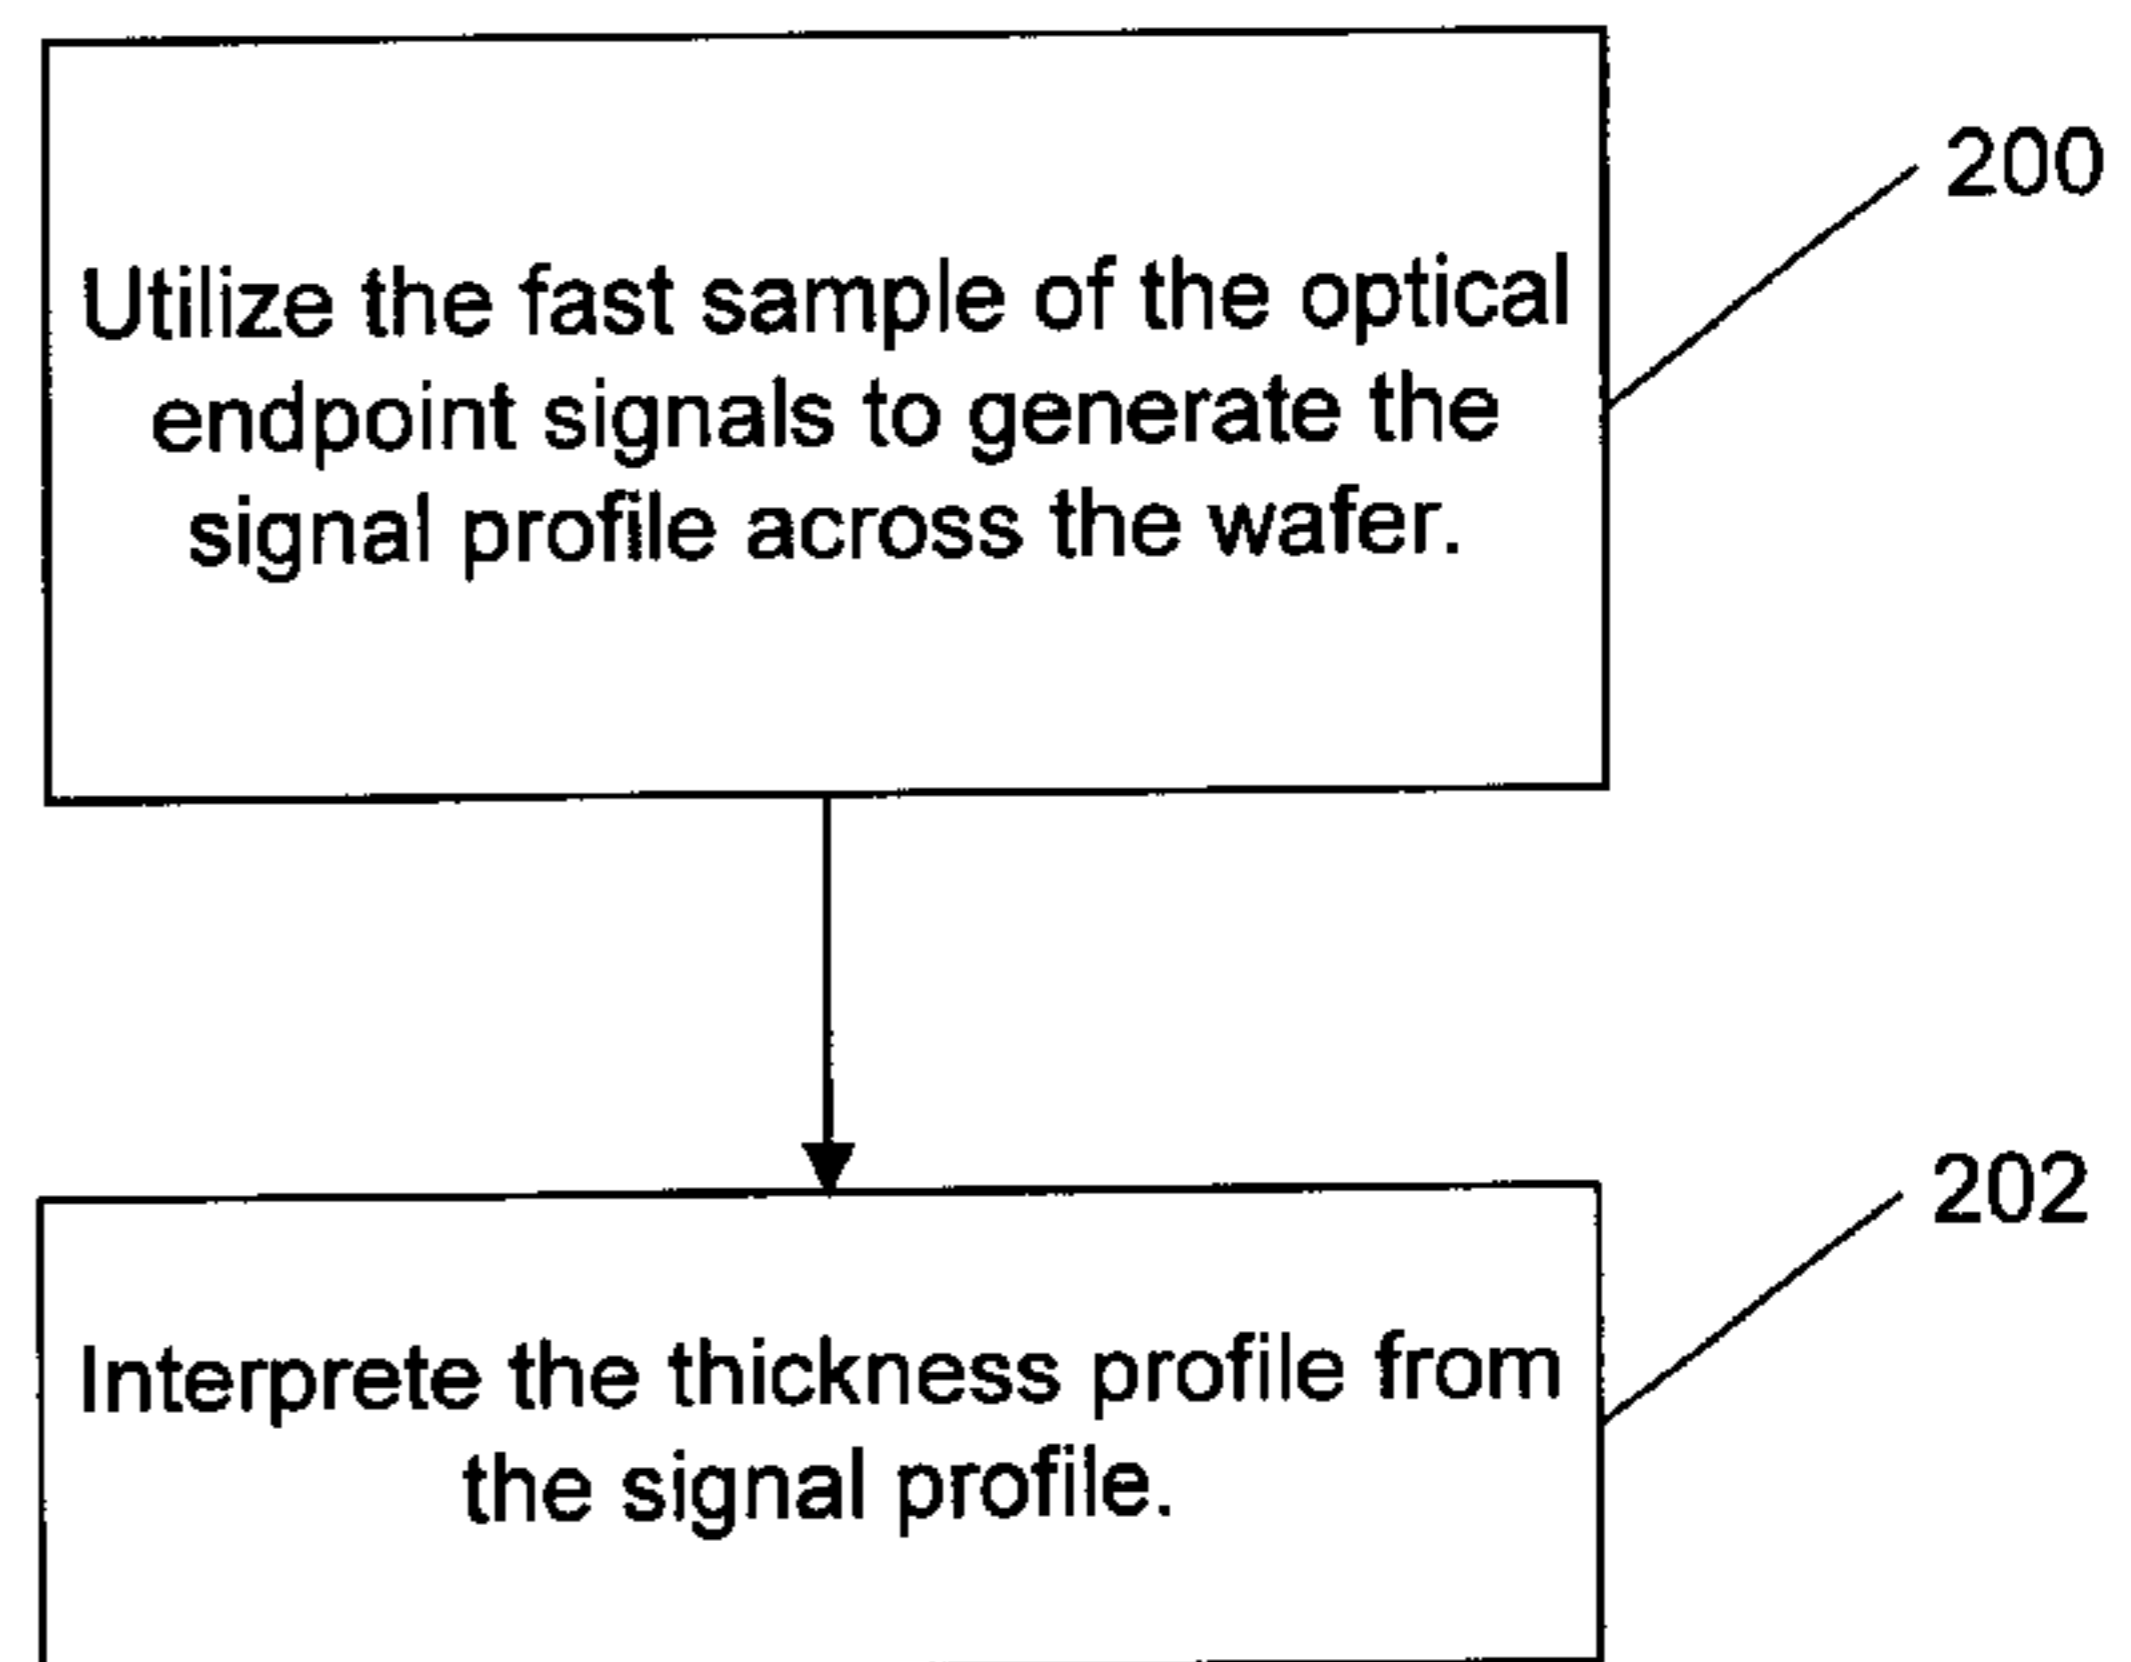 Utilize the fast sample of the optical
endpoint signals to generate the
signal profile across the wafer.
200
Interprete the thickness profile from
the signal profile.
202